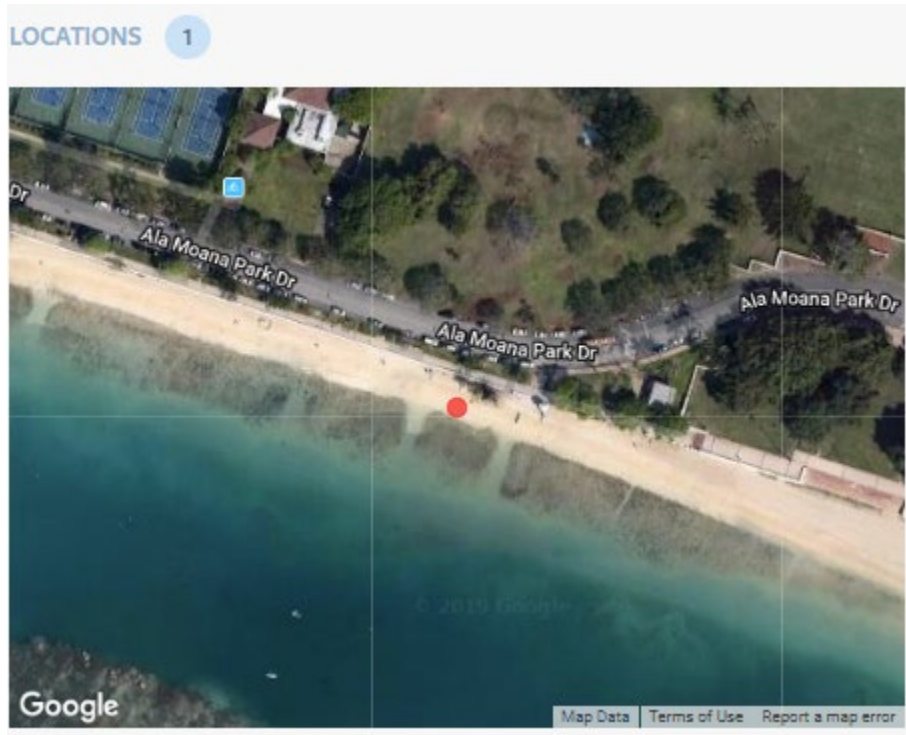 LOCATIONS 1
Dr
Ala Moana Park Dr
Ala Moana Park Dr
Ala Moana Park Dr
© 2019 Google
Google
Map Data Terms of Use Report a map error